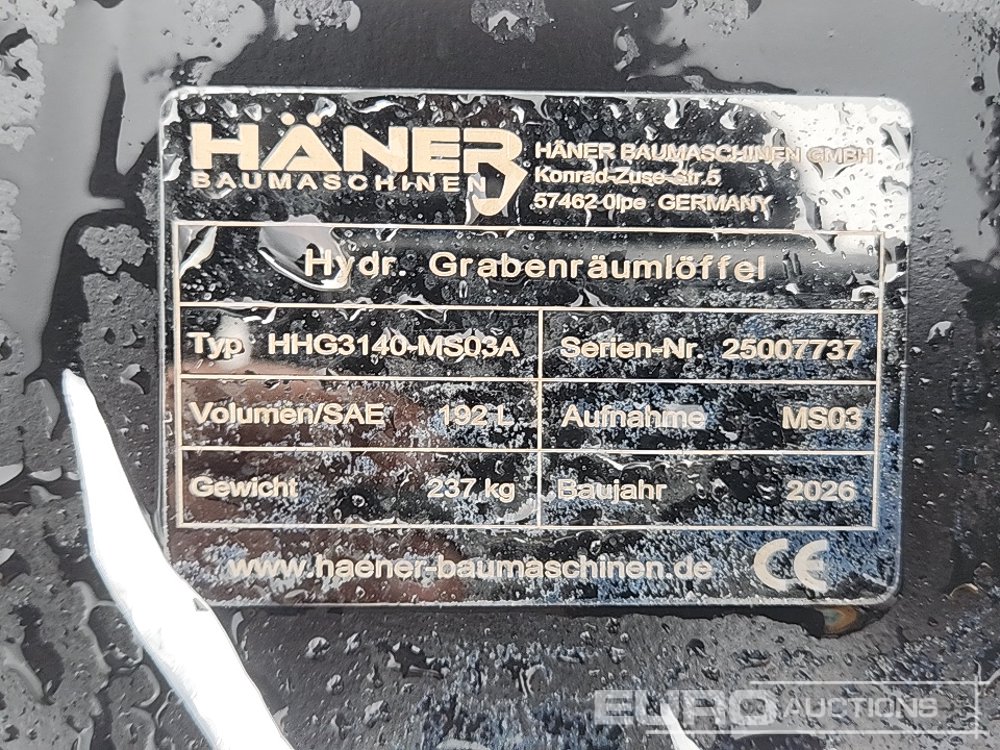 HÄNER
BAUMASCHINEN
HÄNER BAUMASCHINEN GMBH
Konrad-Zuse-Str.5
57462 Olpe GERMANY
Hydr. Grabenräumlöffel
Typ HHG3140-MS03A
Serien-Nr. 25007737
Volumen/SAE 192 L
Aufnahme MS03
Gewicht 237 kg
Baujahr 2026
www.haener-baumaschinen.de
CE
EURO AUCTIONS